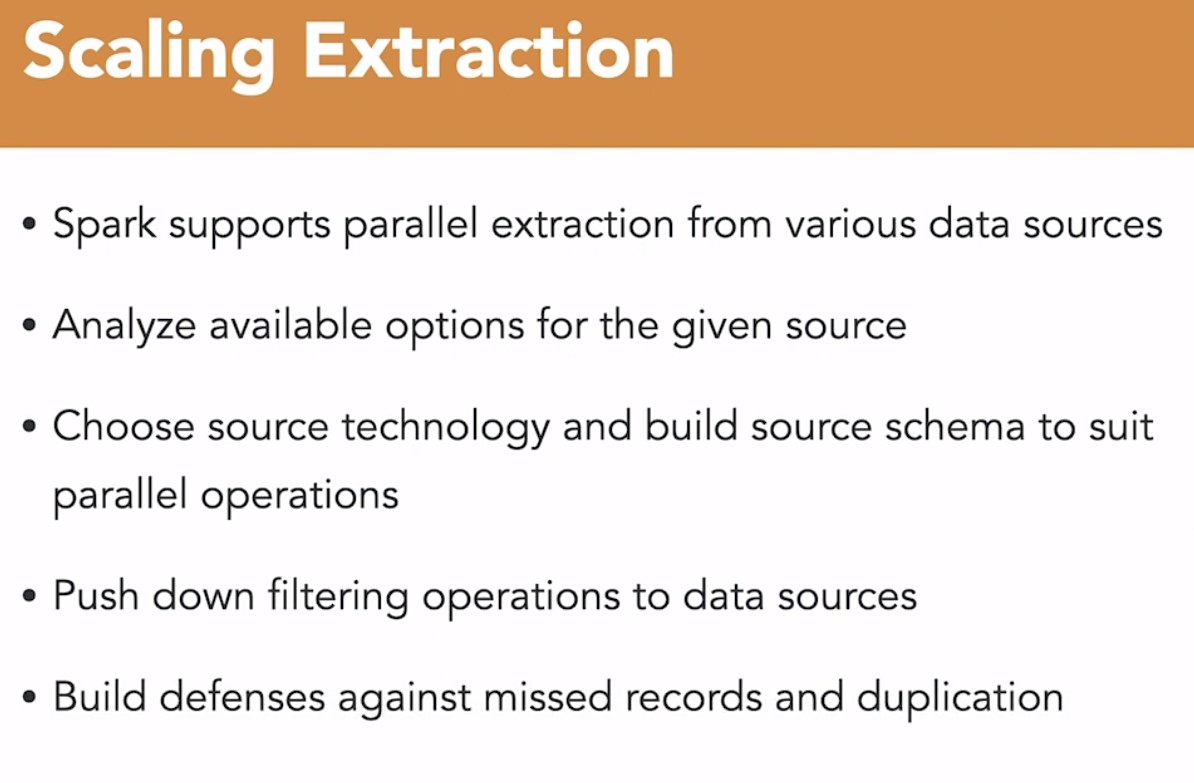 Scaling Extraction
• Spark supports parallel extraction from various data sources
• Analyze available options for the given source
• Choose source technology and build source schema to suit
parallel operations
• Push down filtering operations to data sources
• Build defenses against missed records and duplication